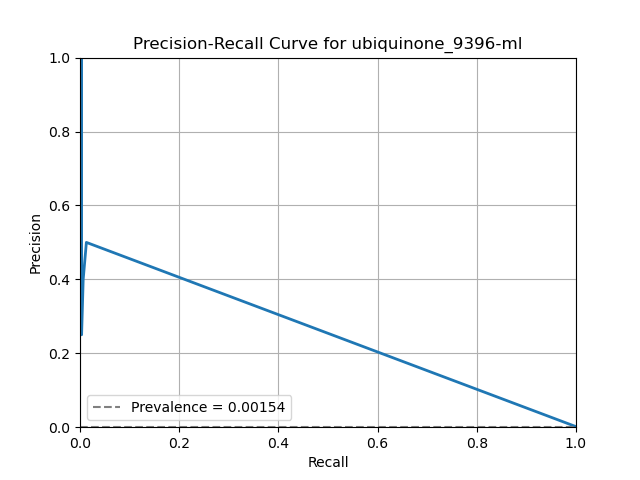 Precision-Recall Curve for ubiquinone_9396-ml
1.0
0.8
0.6
0.4
0.2
0.0
Precision
Prevalence = 0.00154
0.0 0.2 0.4 0.6 0.8 1.0
Recall